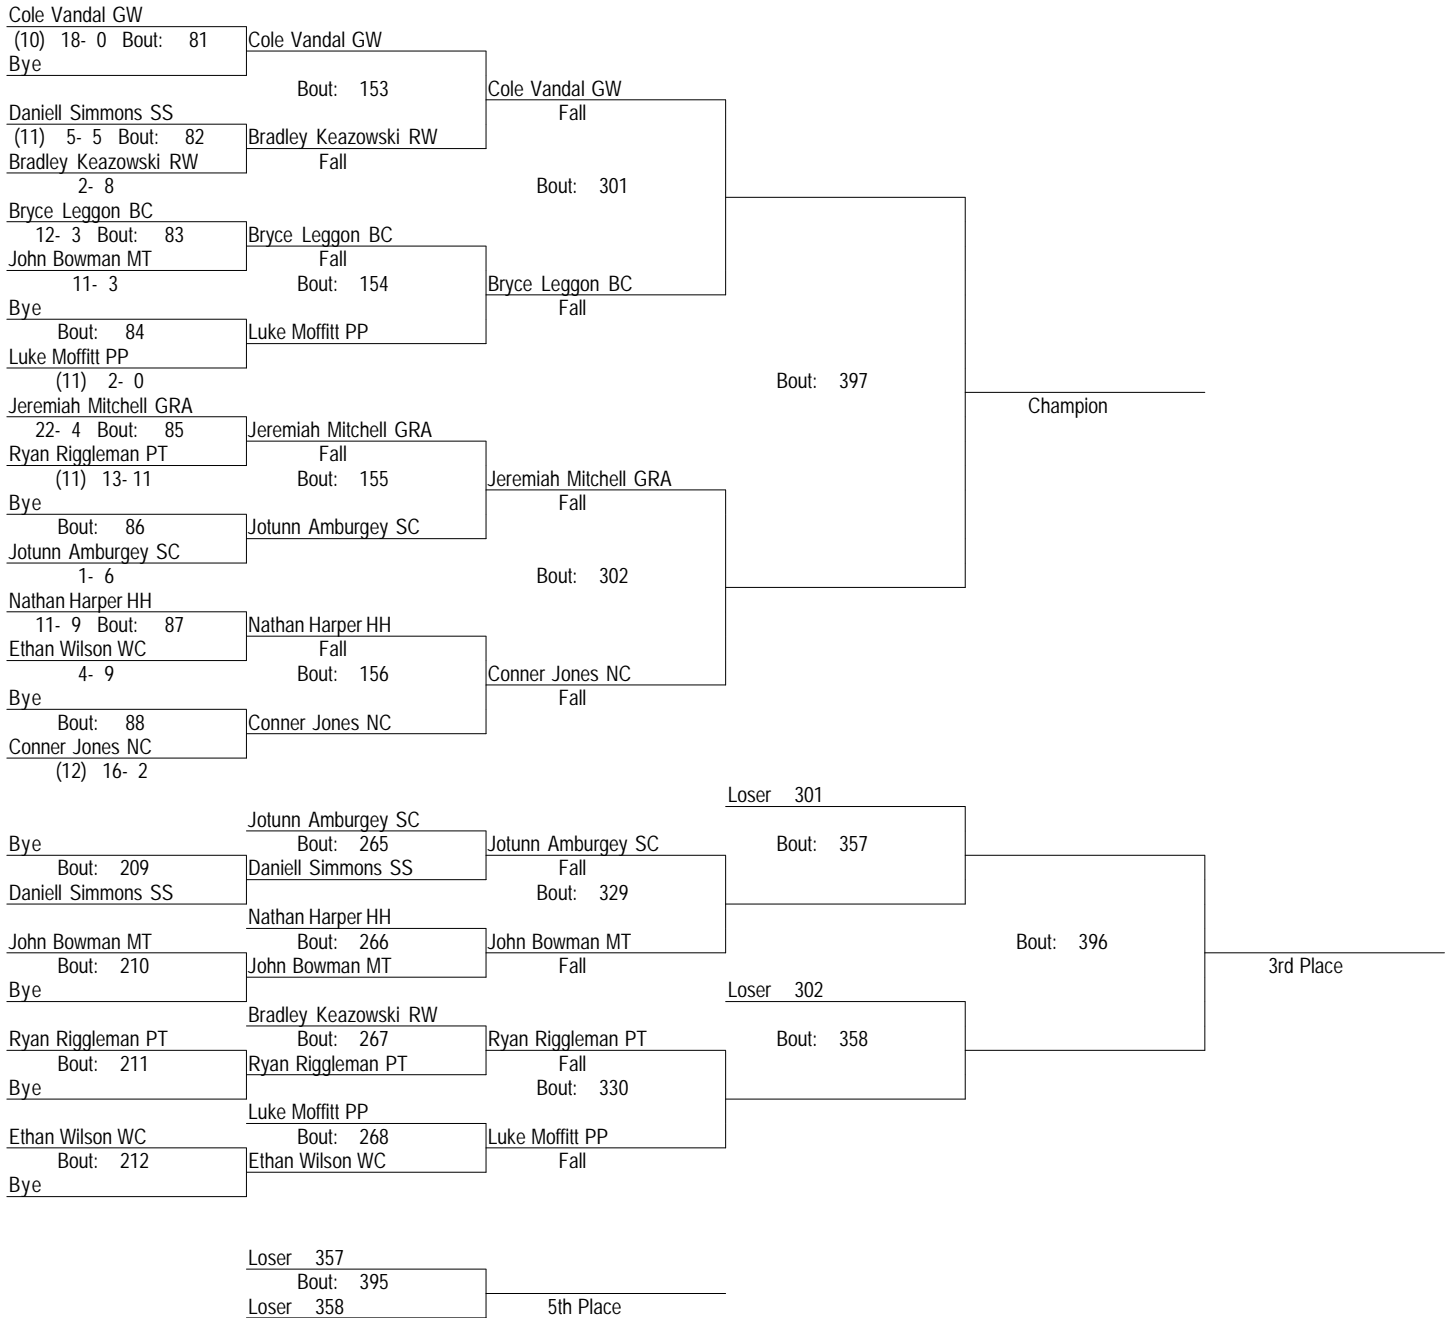 Cole Vandal GW
(10) 18- 0 Bout: 81
Bye
Cole Vandal GW
Bout: 153
Daniell Simmons SS
(11) 5- 5 Bout: 82
Bradley Keazowski RW
2- 8
Bradley Keazowski RW
Fall
Cole Vandal GW
Fall
Bout: 301
Bryce Leggon BC
12- 3 Bout: 83
John Bowman MT
11- 3
Bryce Leggon BC
Fall
Bout: 154
Bye
Bout: 84
Luke Moffitt PP
(11) 2- 0
Luke Moffitt PP
Bryce Leggon BC
Fall
Bout: 397
Champion
Jeremiah Mitchell GRA
22- 4 Bout: 85
Ryan Riggleman PT
(11) 13- 11
Jeremiah Mitchell GRA
Fall
Bout: 155
Bye
Bout: 86
Jotunn Amburgey SC
1- 6
Jotunn Amburgey SC
Jeremiah Mitchell GRA
Fall
Bout: 302
Nathan Harper HH
11- 9 Bout: 87
Ethan Wilson WC
4- 9
Nathan Harper HH
Fall
Bout: 156
Bye
Bout: 88
Conner Jones NC
(12) 16- 2
Conner Jones NC
Conner Jones NC
Fall
Bye
Bout: 209
Daniell Simmons SS
Jotunn Amburgey SC
Bout: 265
Daniell Simmons SS
Jotunn Amburgey SC
Fall
Bout: 329
John Bowman MT
Bout: 210
Bye
Nathan Harper HH
Bout: 266
John Bowman MT
John Bowman MT
Fall
Loser 301
Bout: 357
Bout: 396
3rd Place
Ryan Riggleman PT
Bout: 211
Bye
Bradley Keazowski RW
Bout: 267
Ryan Riggleman PT
Ryan Riggleman PT
Fall
Bout: 330
Ethan Wilson WC
Bout: 212
Bye
Luke Moffitt PP
Bout: 268
Ethan Wilson WC
Luke Moffitt PP
Fall
Loser 302
Bout: 358
Loser 357
Bout: 395
Loser 358
5th Place